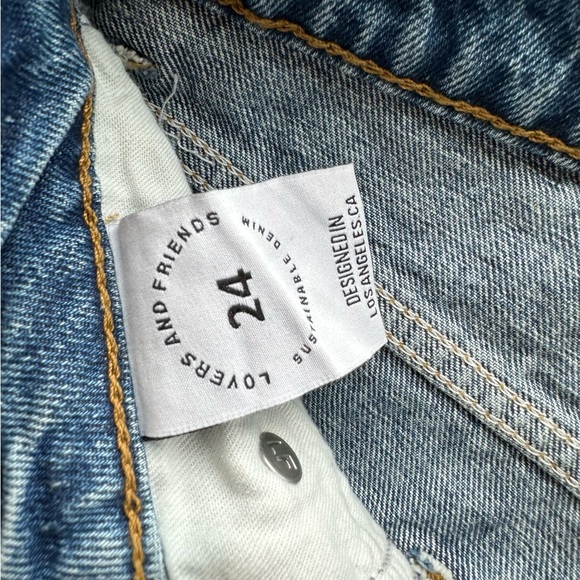 LOVERS AND FRIENDS
SUSTAINABLE DENIM
24
DESIGNED IN
LOS ANGELES, CA